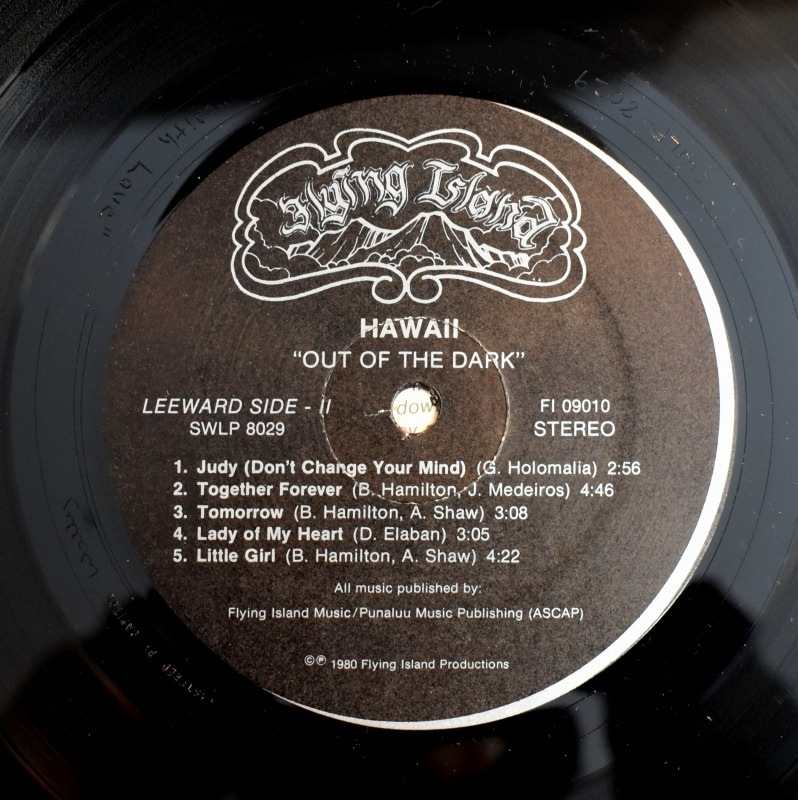 Flying Island
HAWAII
"OUT OF THE DARK"
LEEWARD SIDE - II
SWLP 8029
FI 09010
STEREO
1. Judy (Don't Change Your Mind) (G. Holomalia) 2:56
2. Together Forever (B. Hamilton, J. Medeiros) 4:46
3. Tomorrow (B. Hamilton, A. Shaw) 3:08
4. Lady of My Heart (D. Elaban) 3:05
5. Little Girl (B. Hamilton, A. Shaw) 4:22
All music published by:
Flying Island Music/Punaluu Music Publishing (ASCAP)
©℗ 1980 Flying Island Productions
dow
"With Love"